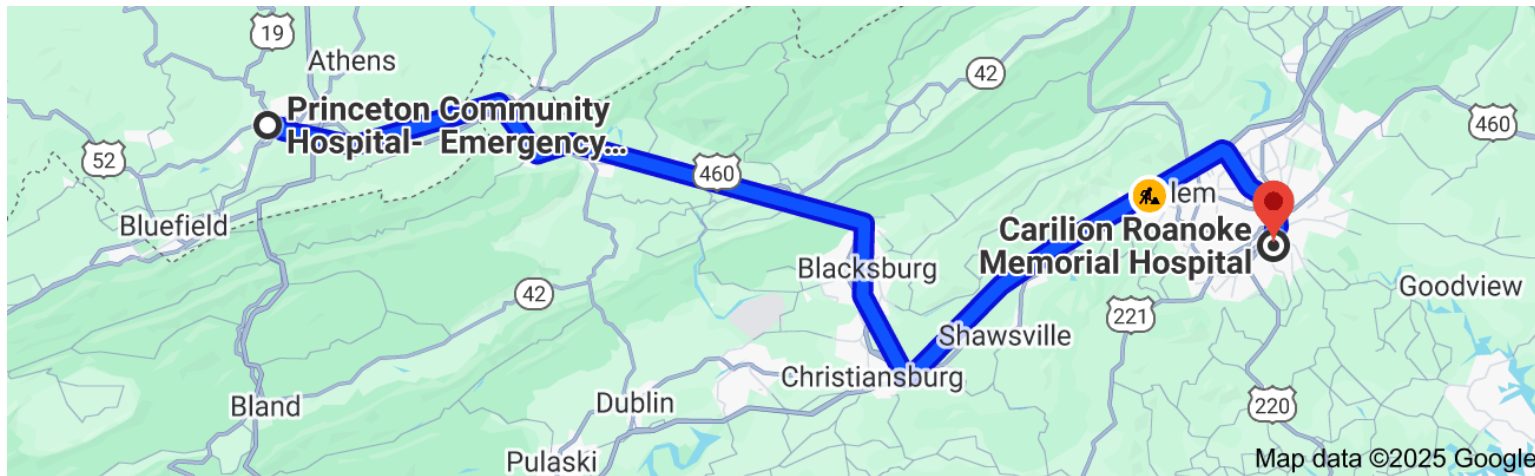 19
Athens
Princeton Community
Hospital- Emergency...
42
460
52
460
lem
Bluefield
Carilion Roanoke
Memorial Hospital
Blacksburg
Goodview
42
221
Shawsville
Christiansburg
Bland
Dublin
220
Pulaski
Map data ©2025 Google